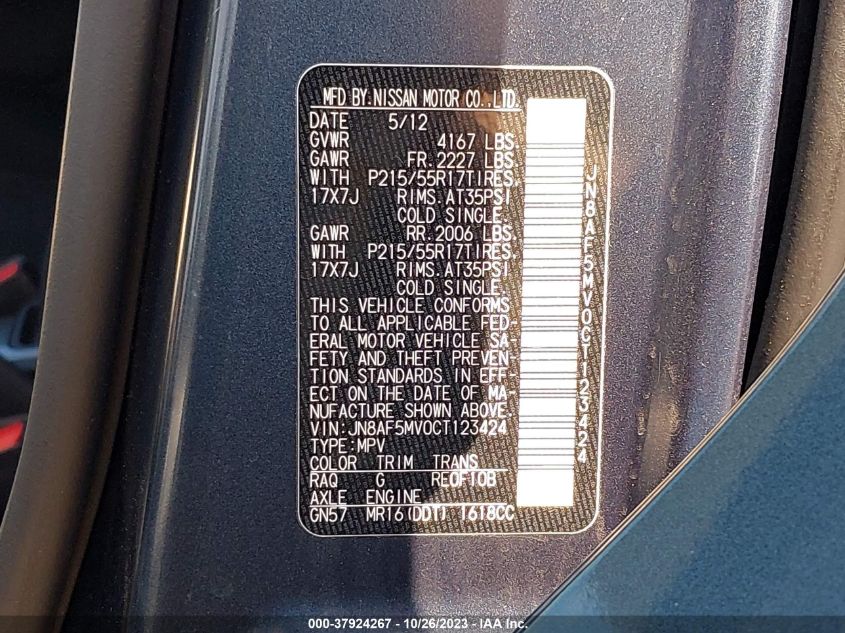 MFD BY:NISSAN MOTOR CO.,LTD.
DATE 5/12
GVWR 4167 LBS.
GAWR FR.2227 LBS.
WITH P215/55R17TIRES,
17X7J RIMS.AT35PSI
COLD SINGLE.
GAWR RR.2006 LBS.
WITH P215/55R17TIRES,
17X7J RIMS.AT35PSI
COLD SINGLE.
THIS VEHICLE CONFORMS
TO ALL APPLICABLE FED-
ERAL MOTOR VEHICLE SA-
FETY AND THEFT PREVEN-
TION STANDARDS IN EFF-
ECT ON THE DATE OF MA-
NUFACTURE SHOWN ABOVE.
VIN:JN8AF5MV0CT123424
TYPE:MPV
COLOR TRIM TRANS
RAQ G RE0F10B
AXLE ENGINE
GN57 MR16(DDT) 1618CC
JN8AF5MV0CT123424
000-37924267 - 10/26/2023 - IAA Inc.